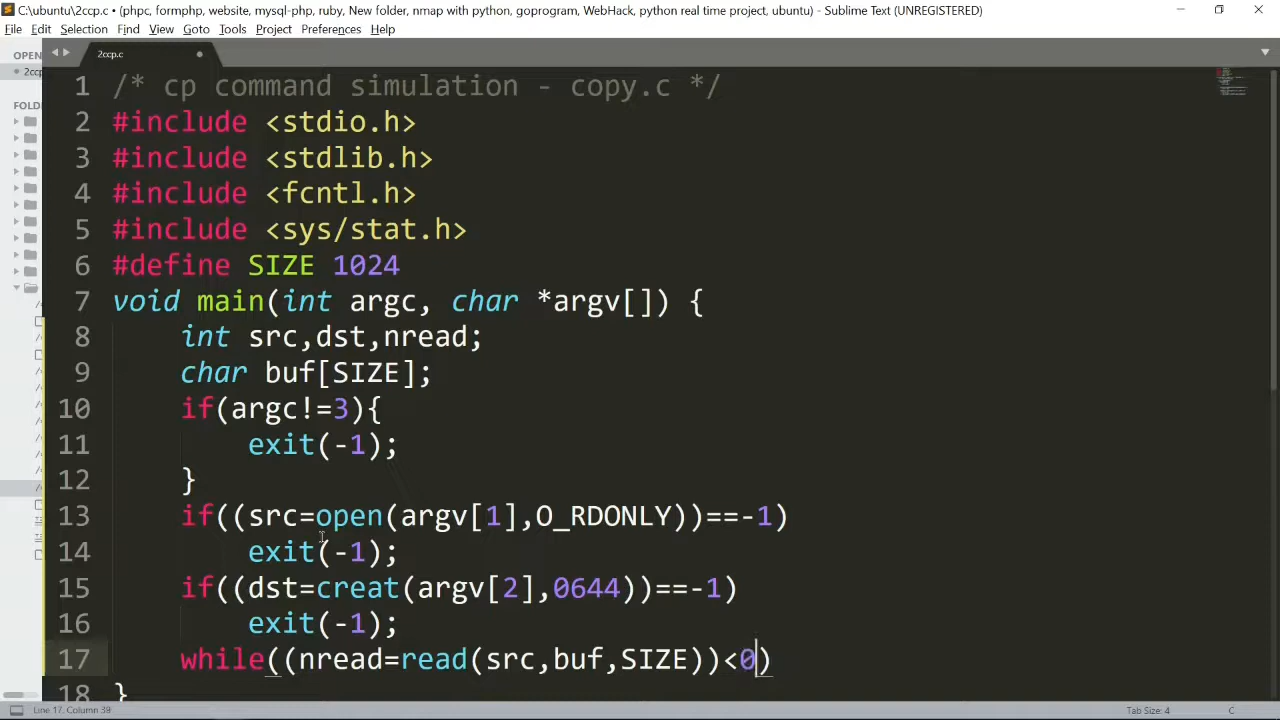 C:\ubuntu\2ccp.c • (phpc, formphp, website, mysql-php, ruby, New folder, nmap with python, goprogram, WebHack, python real time project, ubuntu) - Sublime Text (UNREGISTERED)
File Edit Selection Find View Goto Tools Project Preferences Help
OPEN
2ccp
FOLD
2ccp.c
1 /* cp command simulation - copy.c */
2 #include <stdio.h>
3 #include <stdlib.h>
4 #include <fcntl.h>
5 #include <sys/stat.h>
6 #define SIZE 1024
7 void main(int argc, char *argv[]) {
8 int src,dst,nread;
9 char buf[SIZE];
10 if(argc!=3){
11 exit(-1);
12 }
13 if((src=open(argv[1],O_RDONLY))==-1)
14 exit(-1);
15 if((dst=creat(argv[2],0644))==-1)
16 exit(-1);
17 while((nread=read(src,buf,SIZE))<0)
18 }
Line 17, Column 38
Tab Size: 4
C